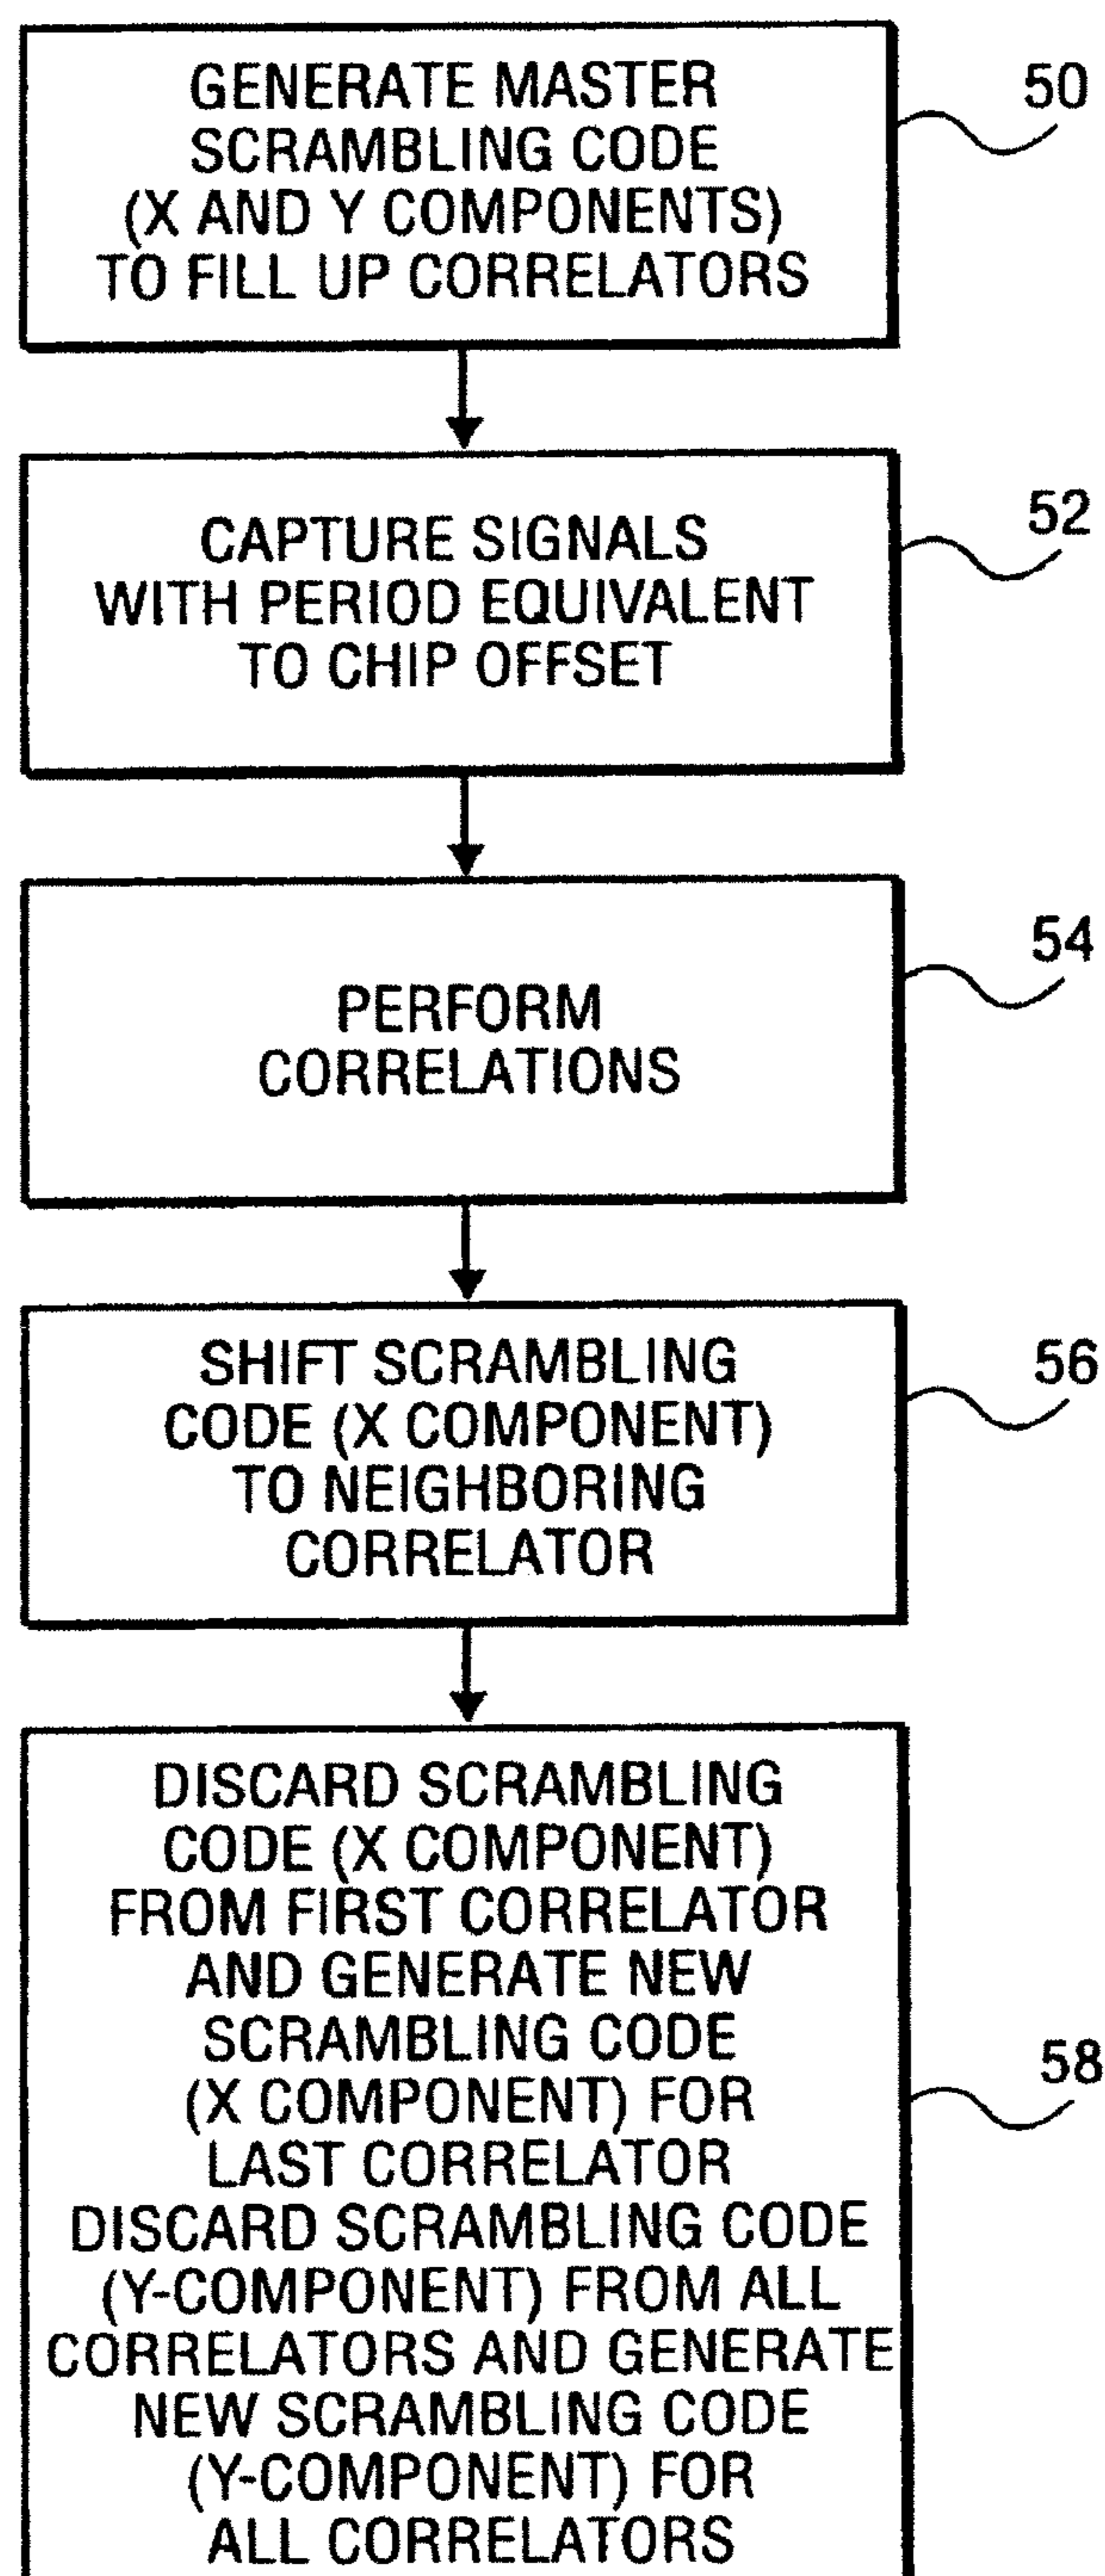 GENERATE MASTER
SCRAMBLING CODE
(X AND Y COMPONENTS)
TO FILL UP CORRELATORS
50
CAPTURE SIGNALS
WITH PERIOD EQUIVALENT
TO CHIP OFFSET
52
PERFORM
CORRELATIONS
54
SHIFT SCRAMBLING
CODE (X COMPONENT)
TO NEIGHBORING
CORRELATOR
56
DISCARD SCRAMBLING
CODE (X COMPONENT)
FROM FIRST CORRELATOR
AND GENERATE NEW
SCRAMBLING CODE
(X COMPONENT) FOR
LAST CORRELATOR
DISCARD SCRAMBLING CODE
(Y-COMPONENT) FROM ALL
CORRELATORS AND GENERATE
NEW SCRAMBLING CODE
(Y-COMPONENT) FOR
ALL CORRELATORS
58